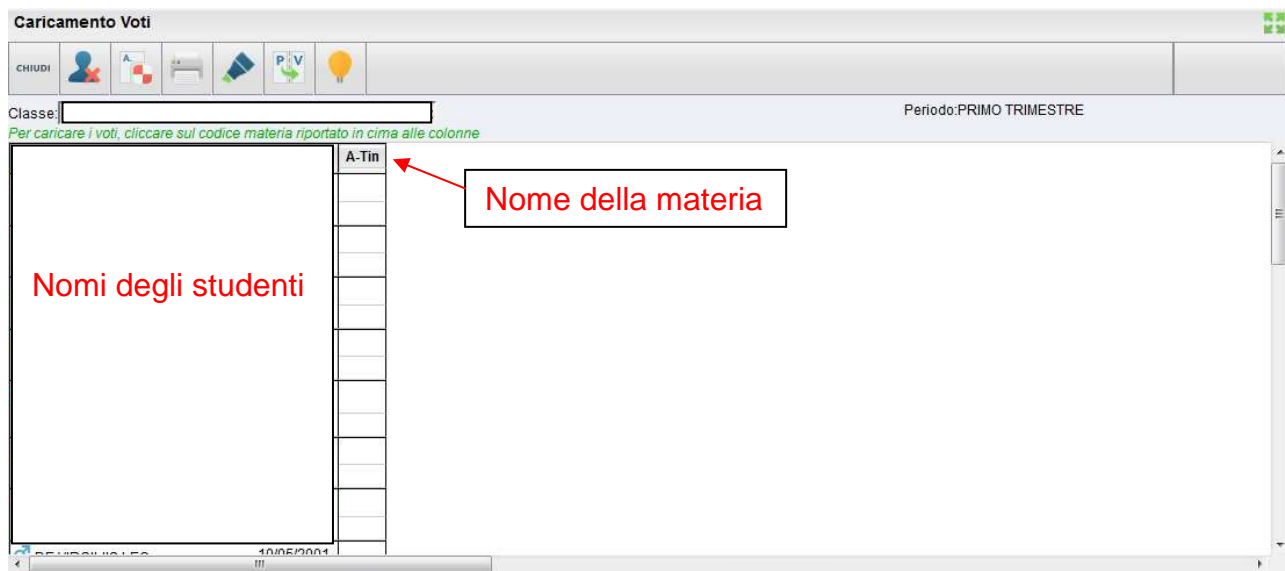 Caricamento Voti
CHIUDI
A..
P V
Classe:
Periodo:PRIMO TRIMESTRE
Per caricare i voti, cliccare sul codice materia riportato in cima alle colonne
A-Tin
Nome della materia
Nomi degli studenti
10/05/2001